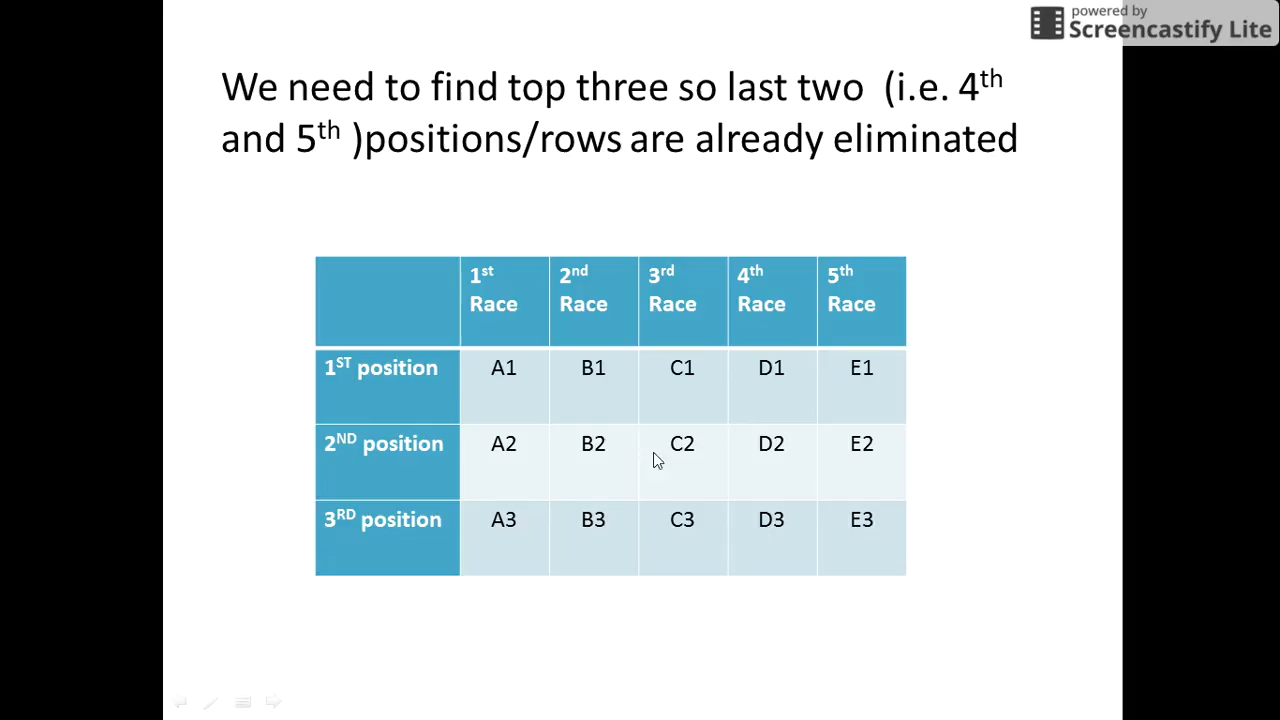 powered by
Screencastify Lite
We need to find top three so last two (i.e. 4th
and 5th )positions/rows are already eliminated
1st Race 2nd Race 3rd Race 4th Race 5th Race
1ST position A1 B1 C1 D1 E1
2ND position A2 B2 C2 D2 E2
3RD position A3 B3 C3 D3 E3